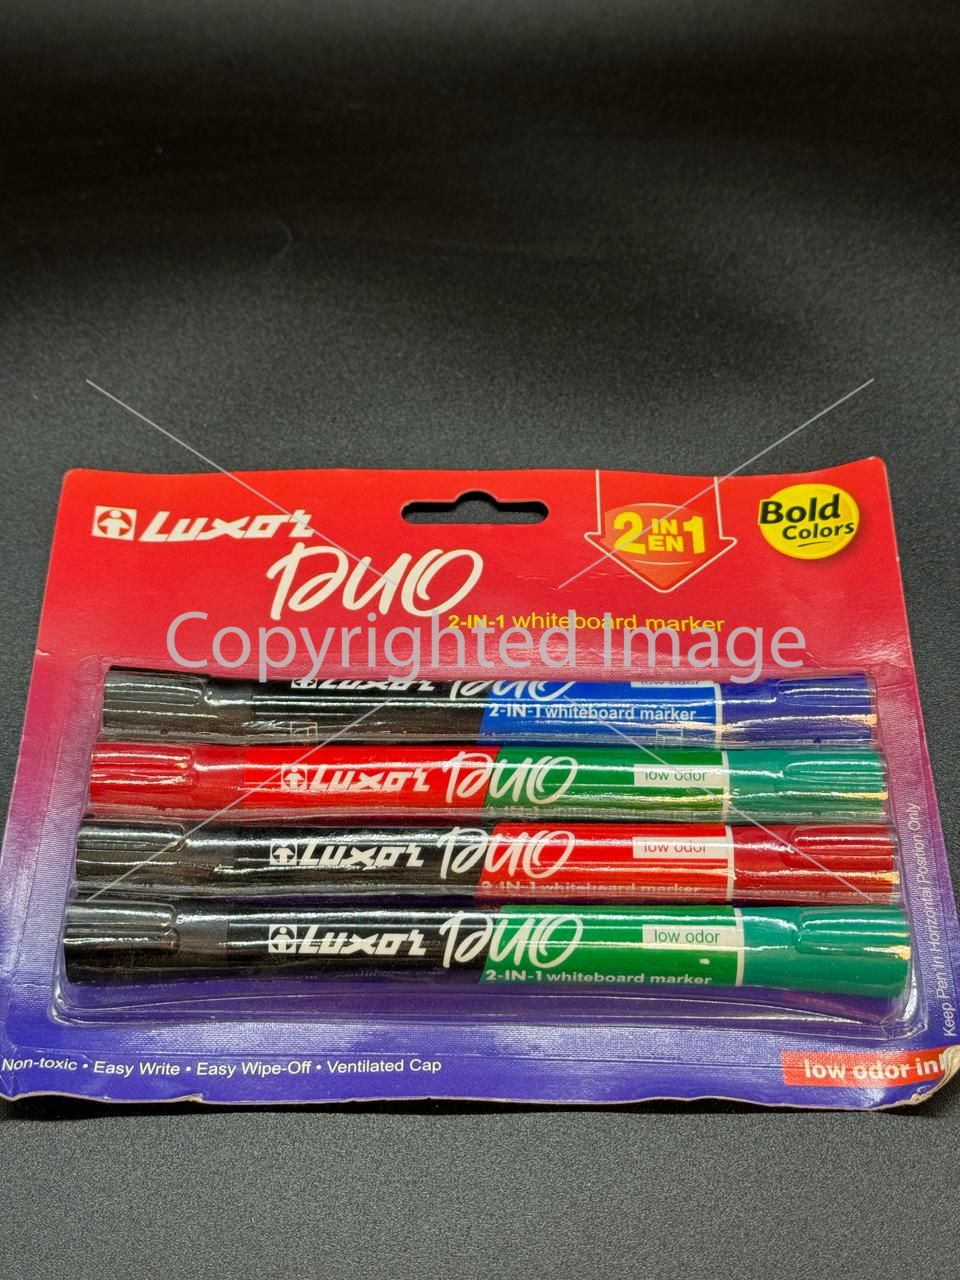 Luxor
DUO
2-IN-1 whiteboard marker
2 IN
EN 1
Bold
Colors
Copyrighted Image
Luxor DUO low odor
2-IN-1 whiteboard marker
Luxor DUO low odor
Luxor DUO low odor
2-IN-1 whiteboard marker
Luxor DUO low odor
2-IN-1 whiteboard marker
Keep Pen in Horizontal Position Only
Non-toxic • Easy Write • Easy Wipe-Off • Ventilated Cap
low odor ink